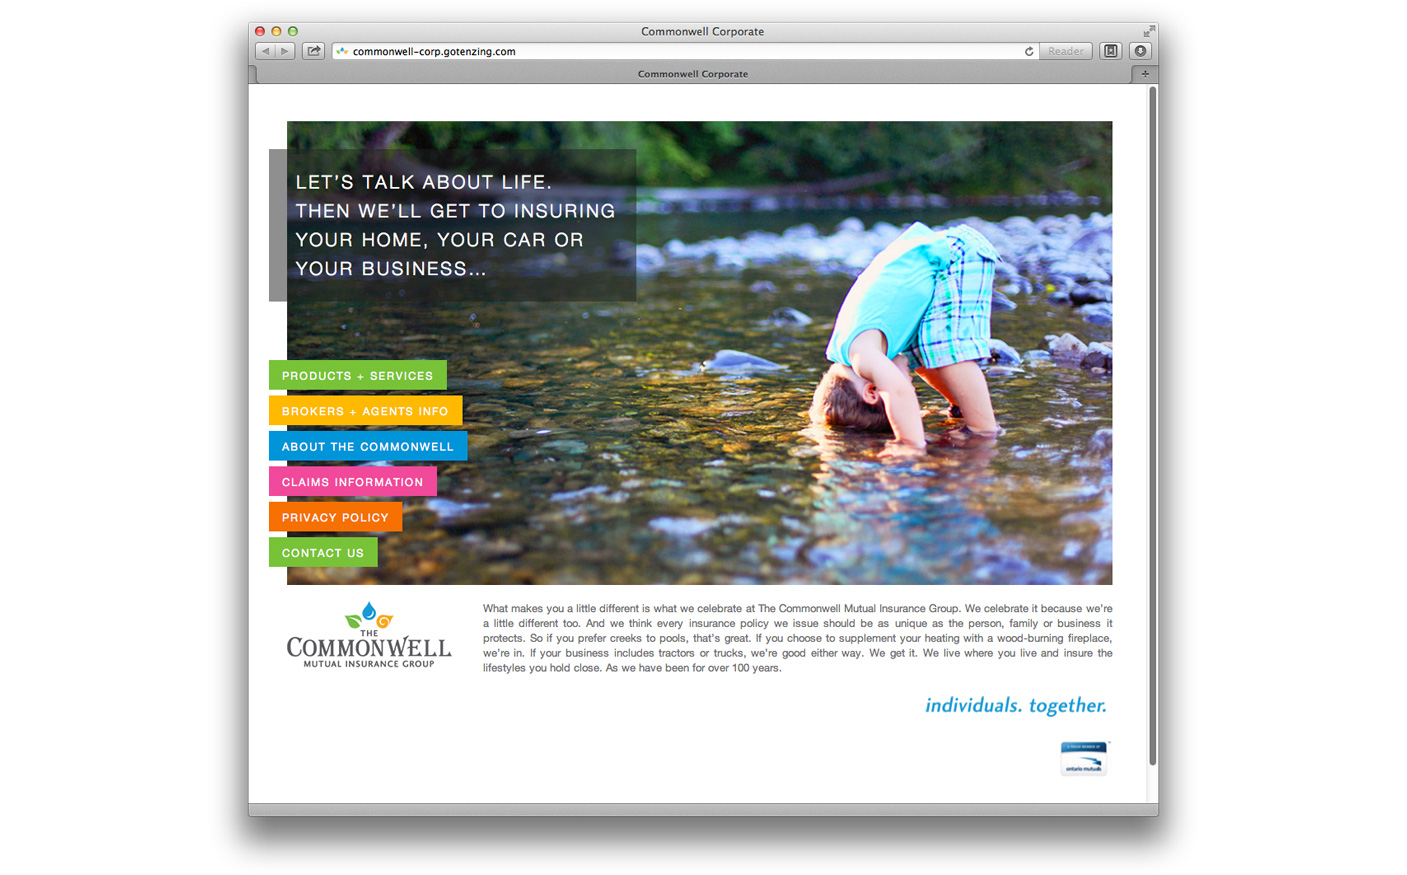 Commonwell Corporate
commonwell-corp.gotenzing.com
Reader
Commonwell Corporate
LET'S TALK ABOUT LIFE.
THEN WE'LL GET TO INSURING
YOUR HOME, YOUR CAR OR
YOUR BUSINESS...
PRODUCTS + SERVICES
BROKERS + AGENTS INFO
ABOUT THE COMMONWELL
CLAIMS INFORMATION
PRIVACY POLICY
CONTACT US
THE
COMMONWELL
MUTUAL INSURANCE GROUP
What makes you a little different is what we celebrate at The Commonwell Mutual Insurance Group. We celebrate it because we're
a little different too. And we think every insurance policy we issue should be as unique as the person, family or business it
protects. So if you prefer creeks to pools, that's great. If you choose to supplement your heating with a wood-burning fireplace,
we're in. If your business includes tractors or trucks, we're good either way. We get it. We live where you live and insure the
lifestyles you hold close. As we have been for over 100 years.
individuals. together.
ontario mutuals